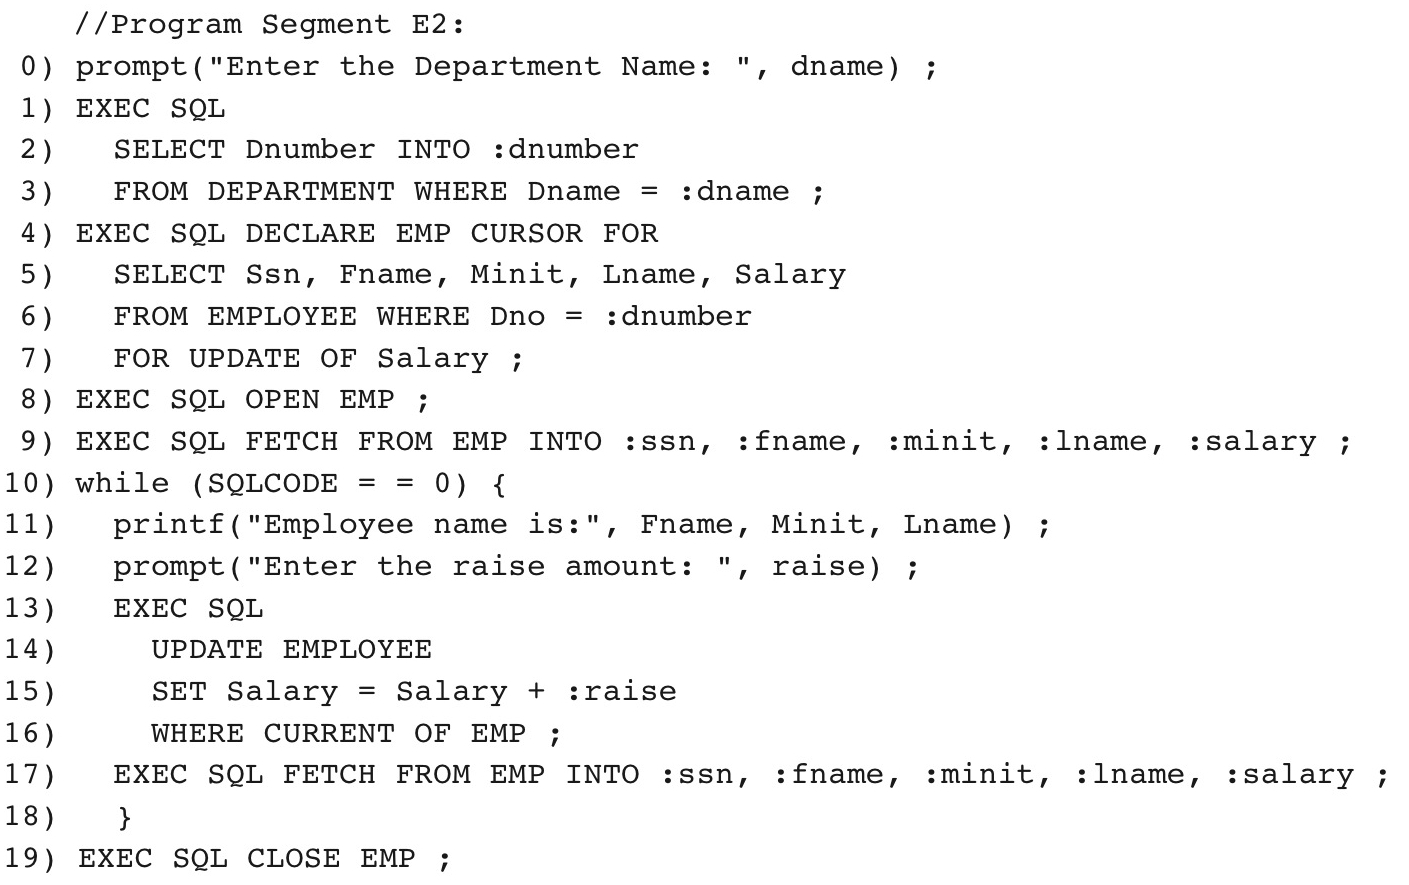 //Program Segment E2:
0) prompt("Enter the Department Name: ", dname) ;
1) EXEC SQL
2) SELECT Dnumber INTO :dnumber
3) FROM DEPARTMENT WHERE Dname = :dname ;
4) EXEC SQL DECLARE EMP CURSOR FOR
5) SELECT Ssn, Fname, Minit, Lname, Salary
6) FROM EMPLOYEE WHERE Dno = :dnumber
7) FOR UPDATE OF Salary ;
8) EXEC SQL OPEN EMP ;
9) EXEC SQL FETCH FROM EMP INTO :ssn, :fname, :minit, :lname, :salary ;
10) while (SQLCODE = = 0) {
11) printf("Employee name is:", Fname, Minit, Lname) ;
12) prompt("Enter the raise amount: ", raise) ;
13) EXEC SQL
14) UPDATE EMPLOYEE
15) SET Salary = Salary + :raise
16) WHERE CURRENT OF EMP ;
17) EXEC SQL FETCH FROM EMP INTO :ssn, :fname, :minit, :lname, :salary ;
18) }
19) EXEC SQL CLOSE EMP ;